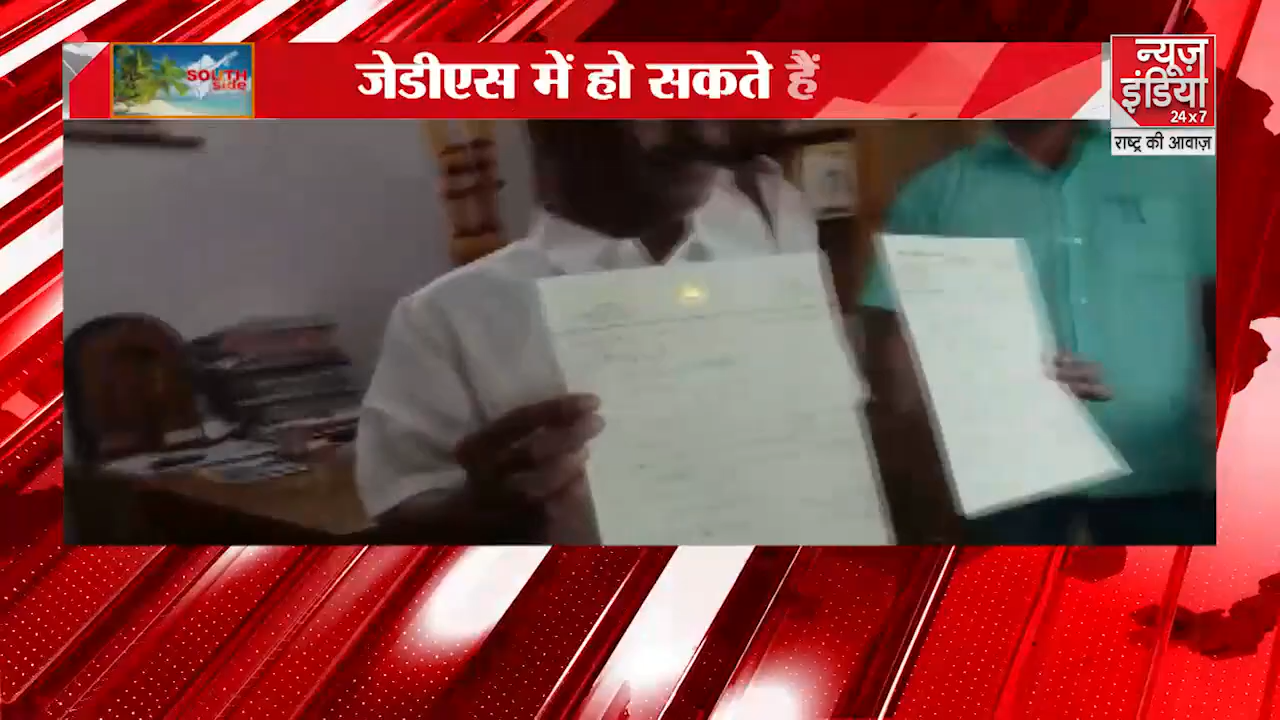 SOUTH
Side
जेडीएस में हो सकते हैं
न्यूज़
इंडिया
24x7
राष्ट्र की आवाज़